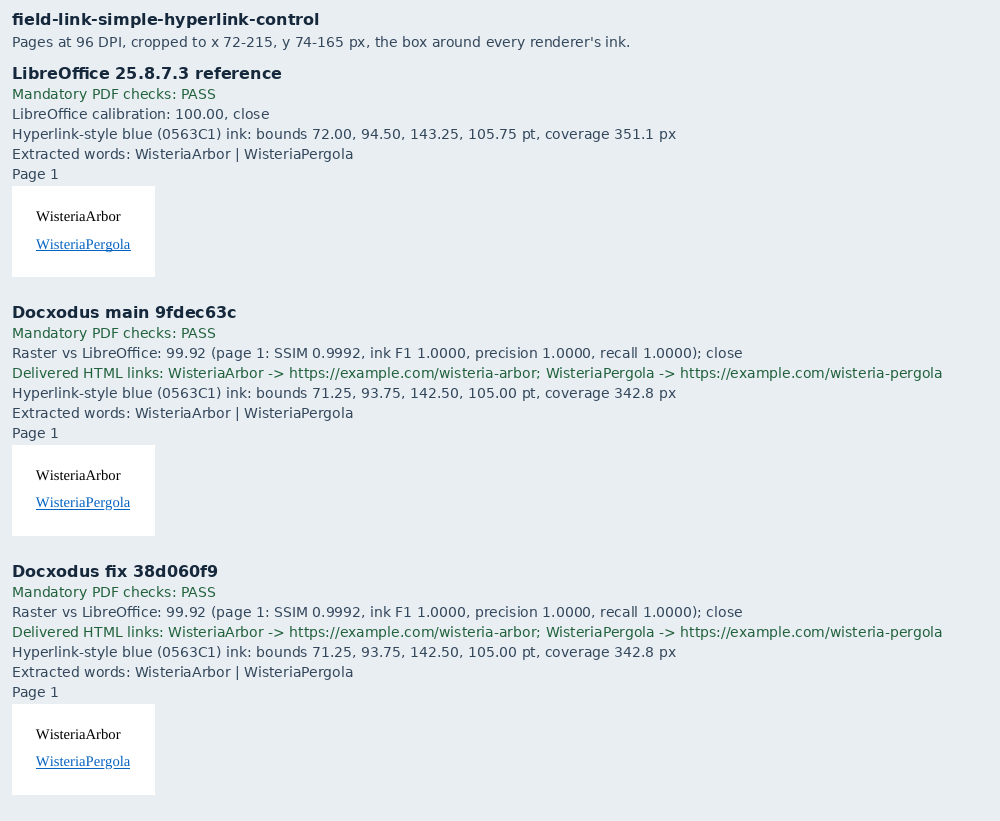 field-link-simple-hyperlink-control
Pages at 96 DPI, cropped to x 72-215, y 74-165 px, the box around every renderer's ink.
LibreOffice 25.8.7.3 reference
Mandatory PDF checks: PASS
LibreOffice calibration: 100.00, close
Hyperlink-style blue (0563C1) ink: bounds 72.00, 94.50, 143.25, 105.75 pt, coverage 351.1 px
Extracted words: WisteriaArbor | WisteriaPergola
Page 1
WisteriaArbor
WisteriaPergola
Docxodus main 9fdec63c
Mandatory PDF checks: PASS
Raster vs LibreOffice: 99.92 (page 1: SSIM 0.9992, ink F1 1.0000, precision 1.0000, recall 1.0000); close
Delivered HTML links: WisteriaArbor -> https://example.com/wisteria-arbor; WisteriaPergola -> https://example.com/wisteria-pergola
Hyperlink-style blue (0563C1) ink: bounds 71.25, 93.75, 142.50, 105.00 pt, coverage 342.8 px
Extracted words: WisteriaArbor | WisteriaPergola
Page 1
WisteriaArbor
WisteriaPergola
Docxodus fix 38d060f9
Mandatory PDF checks: PASS
Raster vs LibreOffice: 99.92 (page 1: SSIM 0.9992, ink F1 1.0000, precision 1.0000, recall 1.0000); close
Delivered HTML links: WisteriaArbor -> https://example.com/wisteria-arbor; WisteriaPergola -> https://example.com/wisteria-pergola
Hyperlink-style blue (0563C1) ink: bounds 71.25, 93.75, 142.50, 105.00 pt, coverage 342.8 px
Extracted words: WisteriaArbor | WisteriaPergola
Page 1
WisteriaArbor
WisteriaPergola